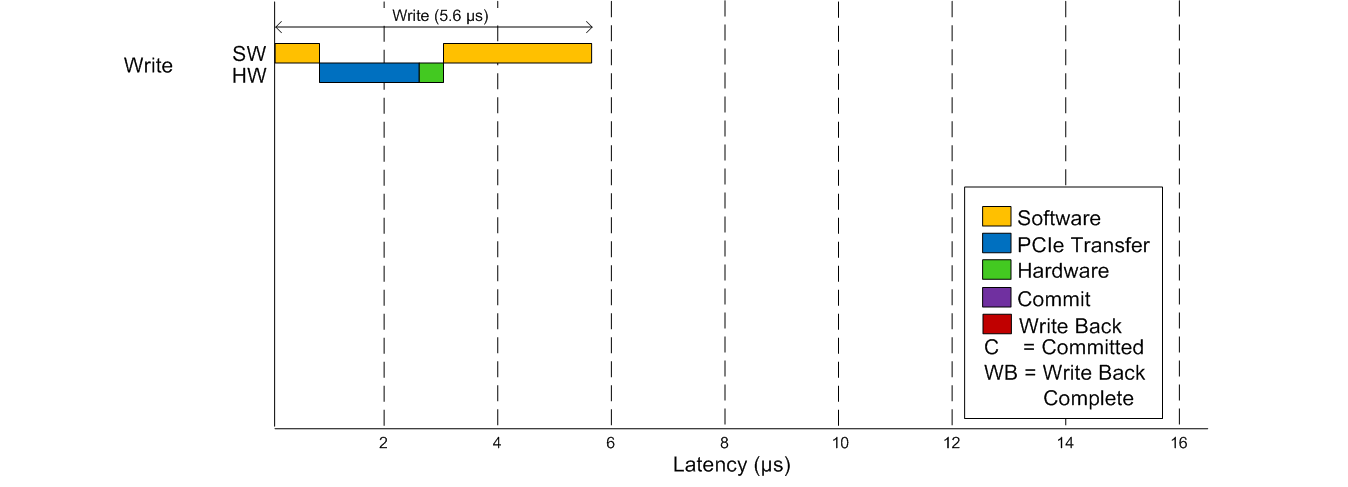 Write (5.6 µs)
Write
SW
HW
Software
PCIe Transfer
Hardware
Commit
Write Back
C = Committed
WB = Write Back
Complete
2 4 6 8 10 12 14 16
Latency (µs)